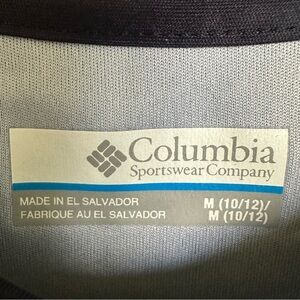 Columbia
Sportswear Company
MADE IN EL SALVADOR M (10/12)/
FABRIQUE AU EL SALVADOR M (10/12)